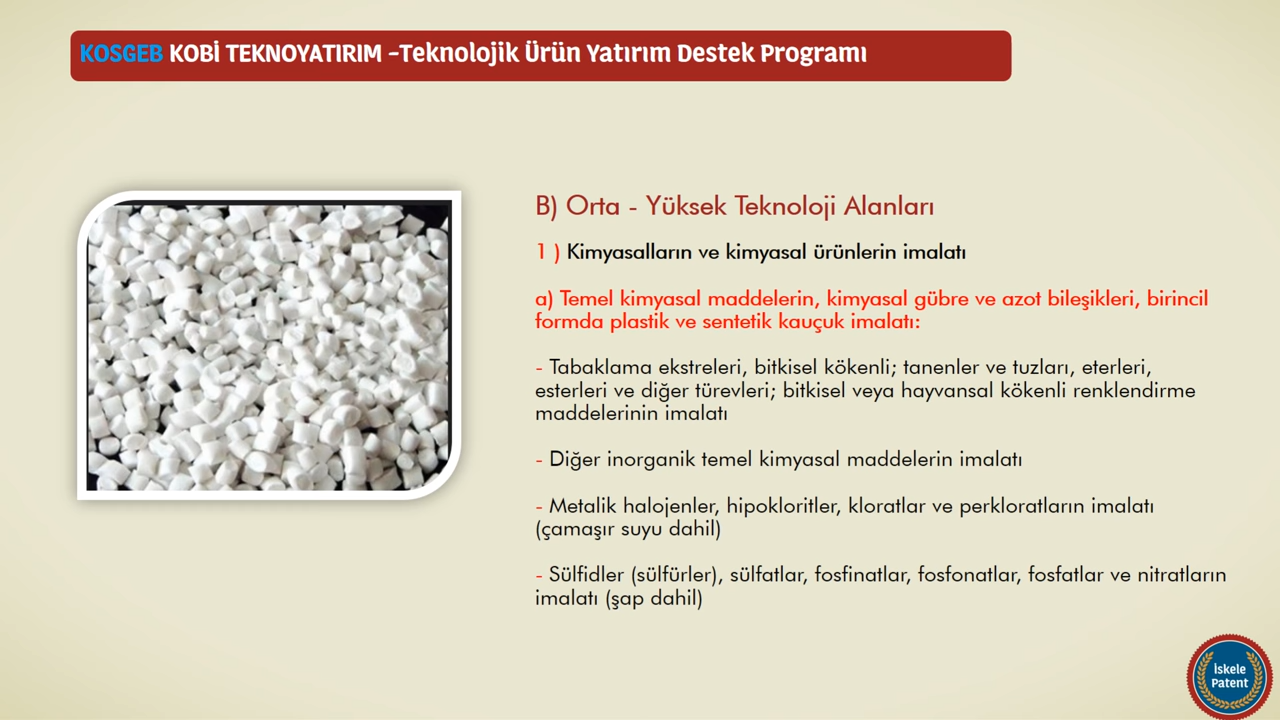 KOSGEB KOBİ TEKNOYATIRIM -Teknolojik Ürün Yatırım Destek Programı
B) Orta - Yüksek Teknoloji Alanları
1 ) Kimyasalların ve kimyasal ürünlerin imalatı
a) Temel kimyasal maddelerin, kimyasal gübre ve azot bileşikleri, birincil
formda plastik ve sentetik kauçuk imalatı:
- Tabaklama ekstreleri, bitkisel kökenli; tanenler ve tuzları, eterleri,
esterleri ve diğer türevleri; bitkisel veya hayvansal kökenli renklendirme
maddelerinin imalatı
- Diğer inorganik temel kimyasal maddelerin imalatı
- Metalik halojenler, hipokloritler, kloratlar ve perkloratların imalatı
(çamaşır suyu dahil)
- Sülfidler (sülfürler), sülfatlar, fosfinatlar, fosfonatlar, fosfatlar ve nitratların
imalatı (şap dahil)
İskele
Patent